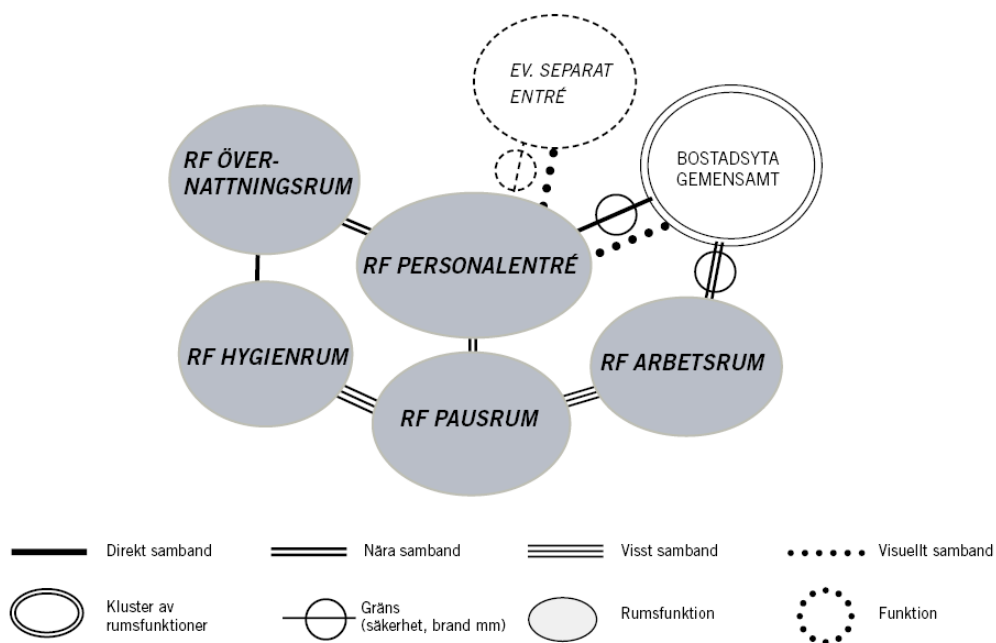 EV. SEPARAT
ENTRÉ
BOSTADSYTA
GEMENSAMT
RF ÖVER-
NATTNINGSRUM
RF PERSONALENTRÉ
RF HYGIENRUM
RF ARBETSRUM
RF PAUSRUM
Direkt samband
Nära samband
Visst samband
Visuellt samband
Kluster av
rumsfunktioner
Gräns
(säkerhet, brand mm)
Rumsfunktion
Funktion